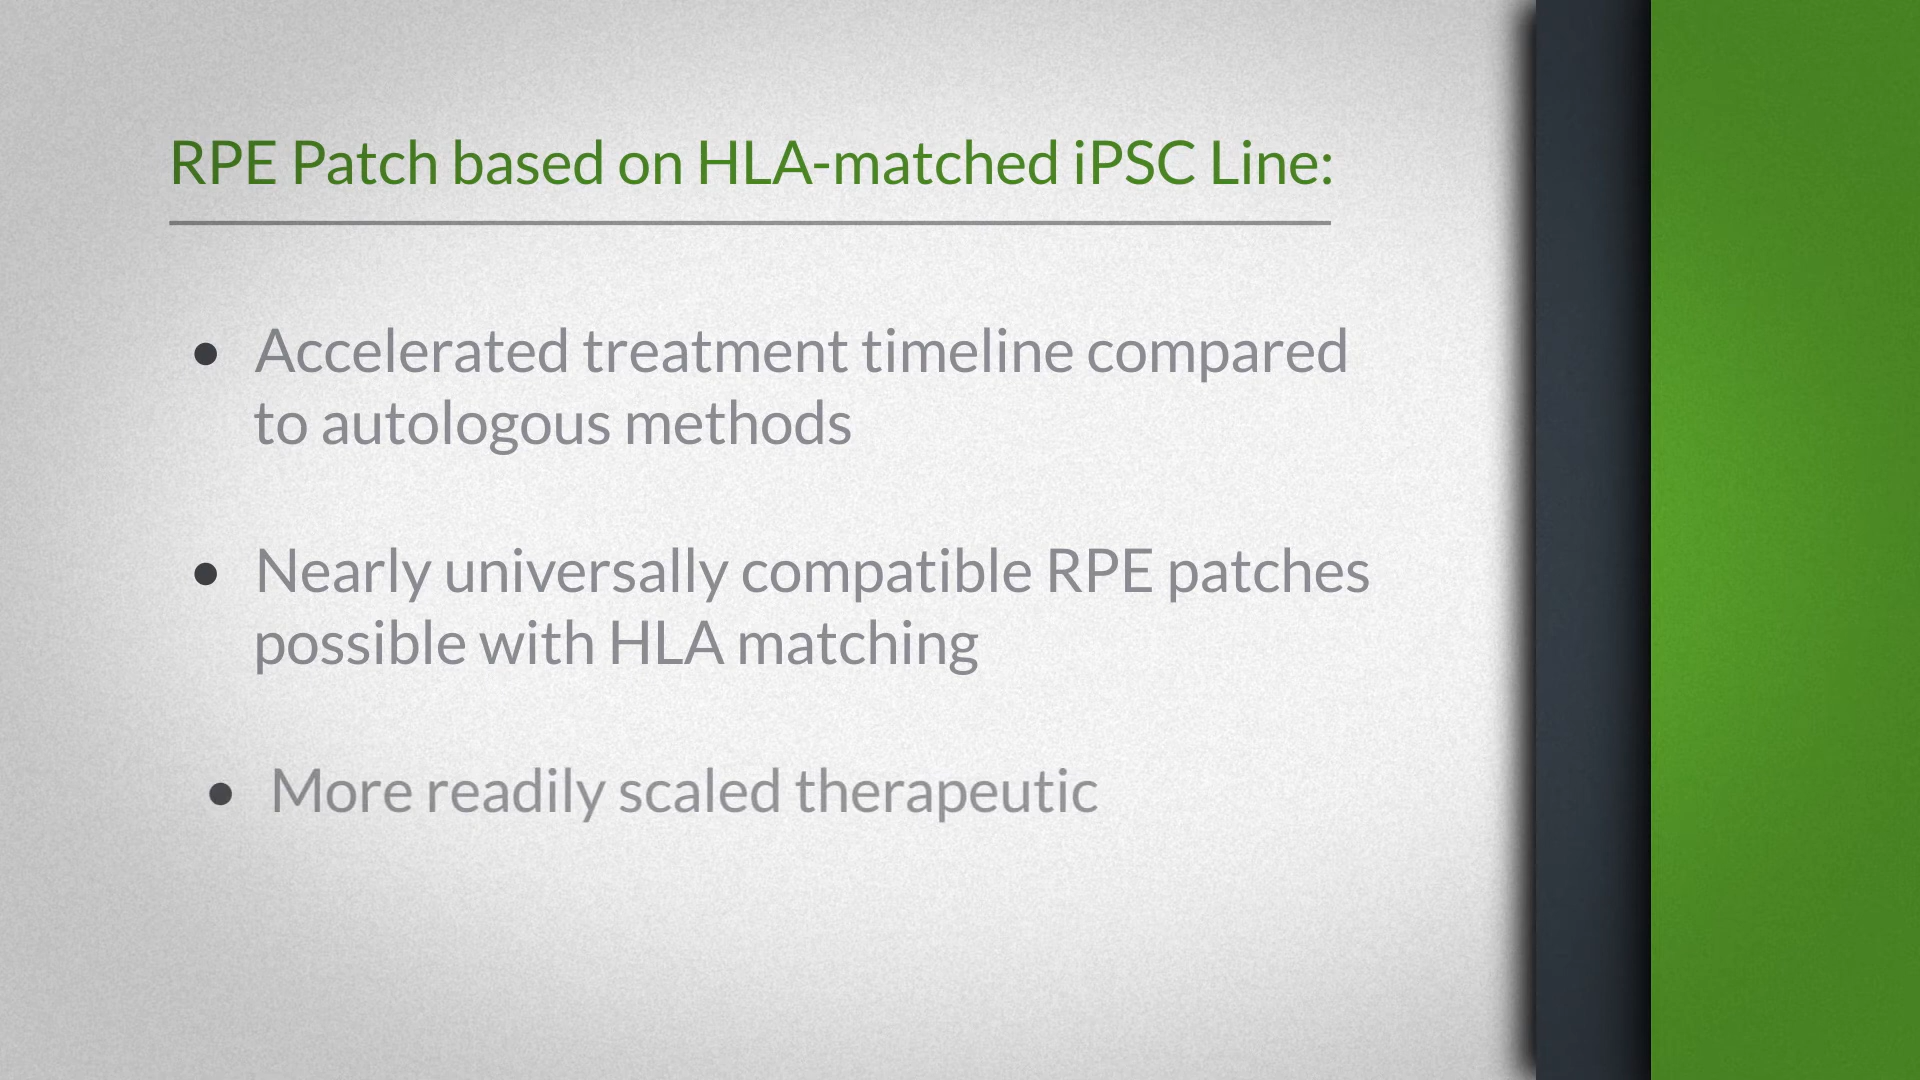 RPE Patch based on HLA-matched iPSC Line:
• Accelerated treatment timeline compared
to autologous methods
• Nearly universally compatible RPE patches
possible with HLA matching
• More readily scaled therapeutic